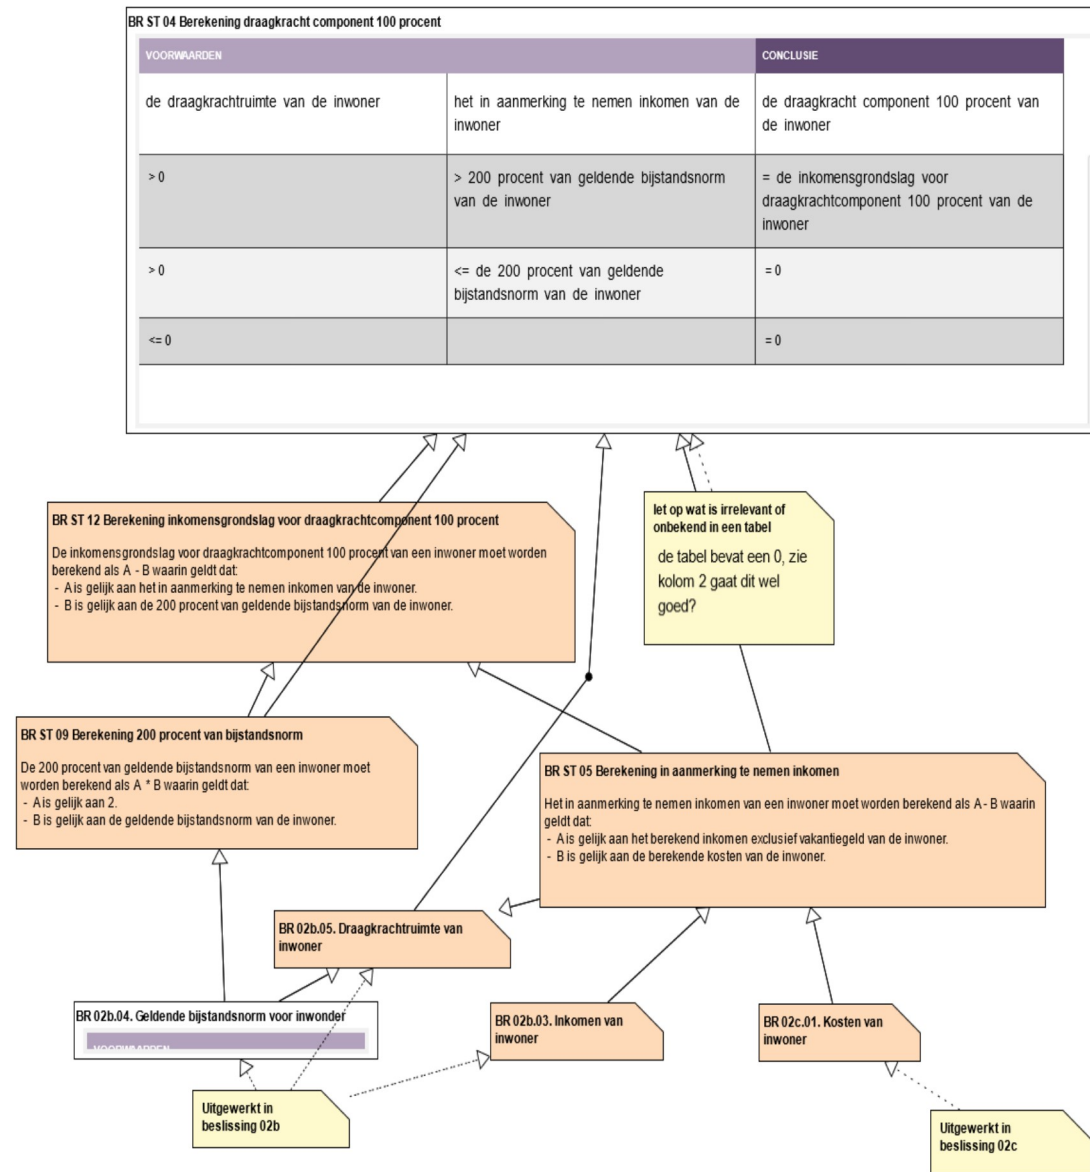 BR ST 04 Berekening draagkracht component 100 procent
VOORWAARDEN
CONCLUSIE
de draagkrachtruimte van de inwoner
het in aanmerking te nemen inkomen van de
inwoner
de draagkracht component 100 procent van
de inwoner
> 0
> 200 procent van geldende bijstandsnorm
van de inwoner
= de inkomensgrondslag voor
draagkrachtcomponent 100 procent van de
inwoner
> 0
<= de 200 procent van geldende
bijstandsnorm van de inwoner
= 0
<= 0
= 0
BR ST 12 Berekening inkomensgrondslag voor draagkrachtcomponent 100 procent
De inkomensgrondslag voor draagkrachtcomponent 100 procent van een inwoner moet worden
berekend als A - B waarin geldt dat:
- A is gelijk aan het in aanmerking te nemen inkomen van de inwoner.
- B is gelijk aan de 200 procent van geldende bijstandsnorm van de inwoner.
let op wat is irrelevant of
onbekend in een tabel
de tabel bevat een 0, zie
kolom 2 gaat dit wel
goed?
BR ST 09 Berekening 200 procent van bijstandsnorm
De 200 procent van geldende bijstandsnorm van een inwoner moet
worden berekend als A * B waarin geldt dat:
- A is gelijk aan 2.
- B is gelijk aan de geldende bijstandsnorm van de inwoner.
BR ST 05 Berekening in aanmerking te nemen inkomen
Het in aanmerking te nemen inkomen van een inwoner moet worden berekend als A - B waarin
geldt dat:
- A is gelijk aan het berekend inkomen exclusief vakantiegeld van de inwoner.
- B is gelijk aan de berekende kosten van de inwoner.
BR 02b.05. Draagkrachtruimte van
inwoner
BR 02b.04. Geldende bijstandsnorm voor inwonder
VOORWAARDEN
BR 02b.03. Inkomen van
inwoner
BR 02c.01. Kosten van
inwoner
Uitgewerkt in
beslissing 02b
Uitgewerkt in
beslissing 02c